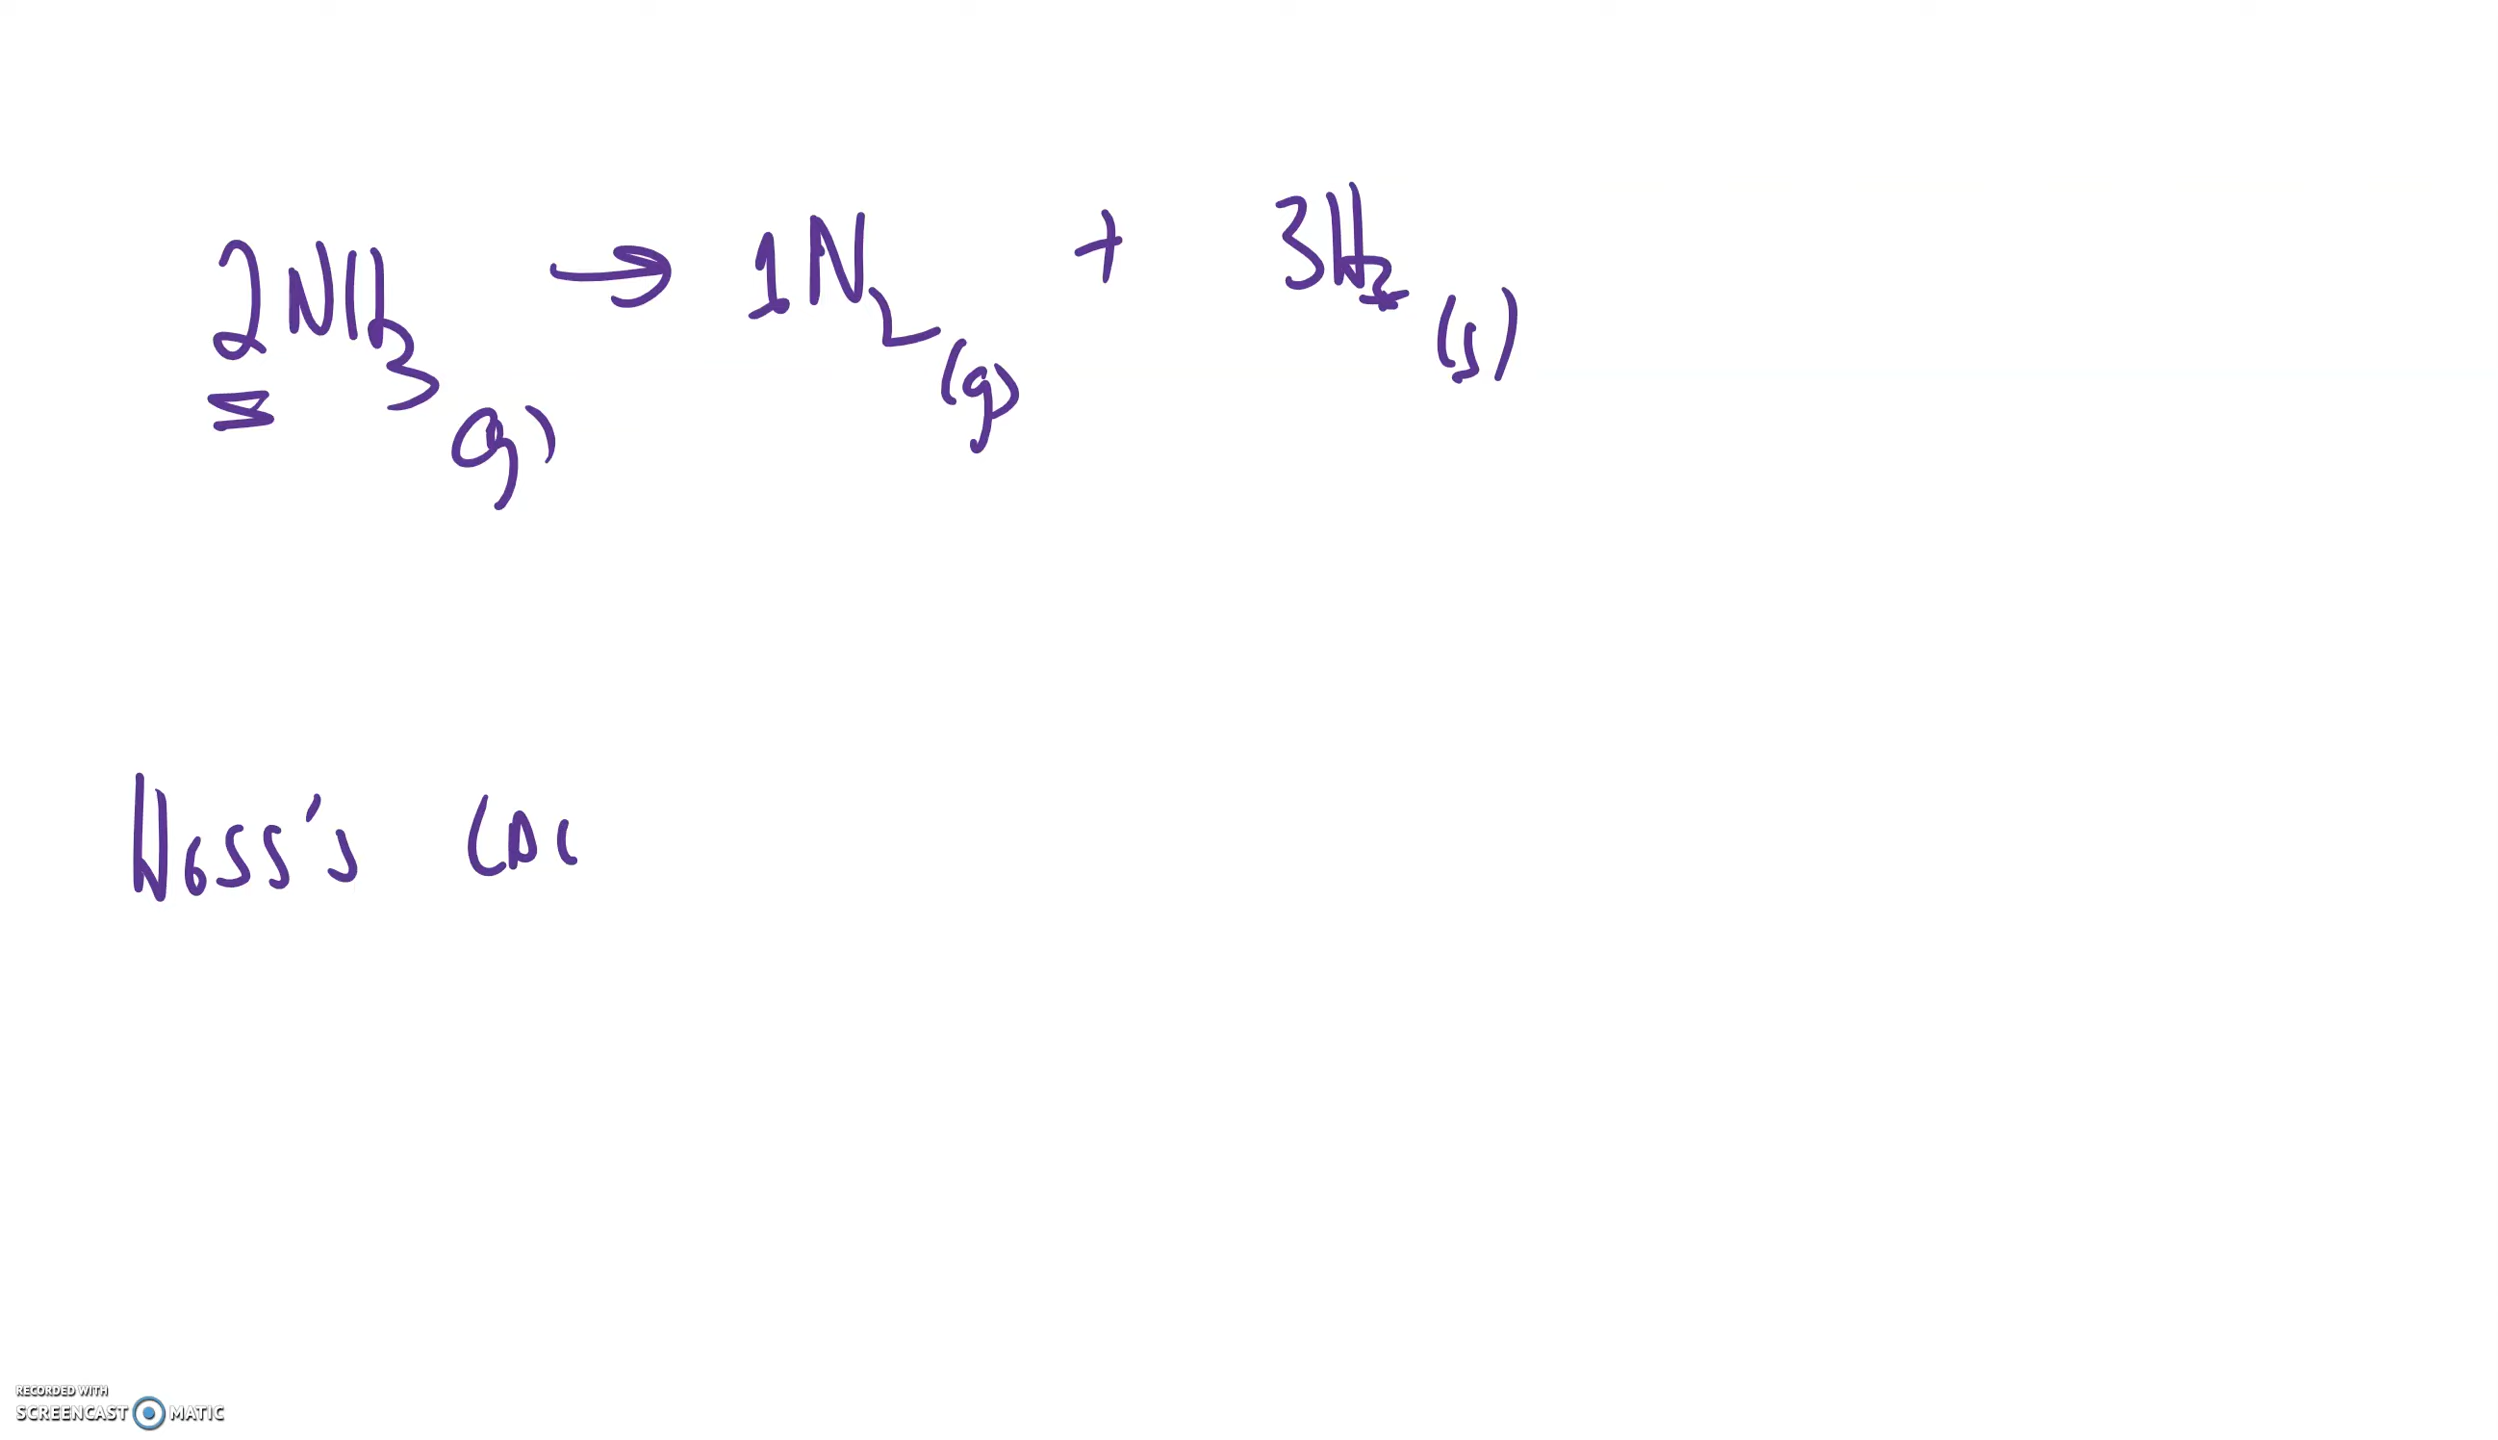 2NH₃(g) → 1N₂(g) + 3H₂(g)
Hess's Law
RECORDED WITH
SCREENCAST MATIC